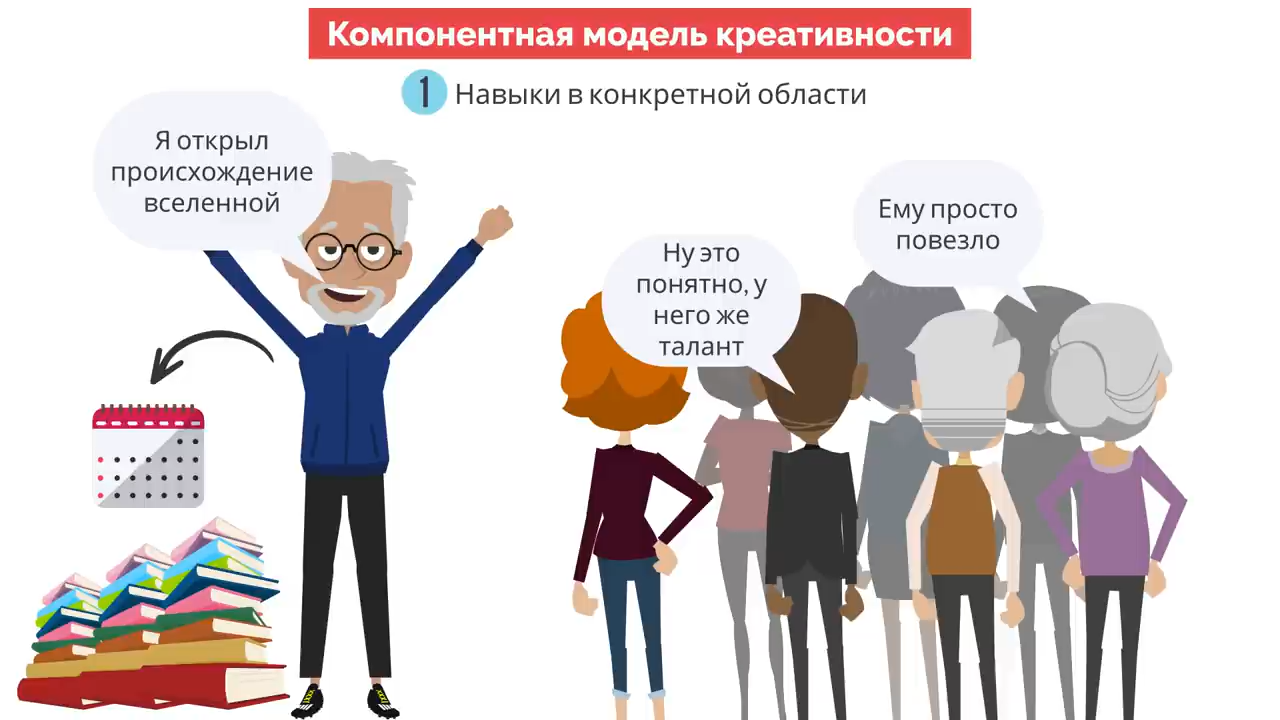 Компонентная модель креативности
1 Навыки в конкретной области
Я открыл
происхождение
вселенной
Ну это
понятно, у
него же
талант
Ему просто
повезло